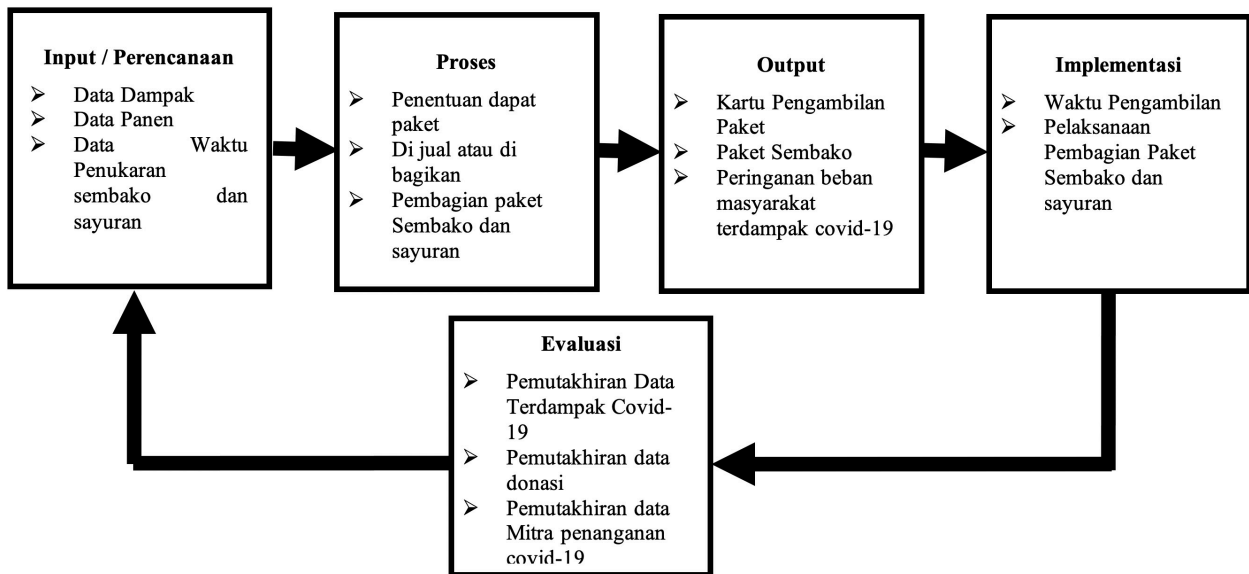 Input / Perencanaan
➢ Data Dampak
➢ Data Panen
➢ Data Waktu
Penukaran
sembako dan
sayuran
Proses
➢ Penentuan dapat
paket
➢ Di jual atau di
bagikan
➢ Pembagian paket
Sembako dan
sayuran
Output
➢ Kartu Pengambilan
Paket
➢ Paket Sembako
➢ Peringanan beban
masyarakat
terdampak covid-19
Implementasi
➢ Waktu Pengambilan
➢ Pelaksanaan
Pembagian Paket
Sembako dan
sayuran
Evaluasi
➢ Pemutakhiran Data
Terdampak Covid-
19
➢ Pemutakhiran data
donasi
➢ Pemutakhiran data
Mitra penanganan
covid-19